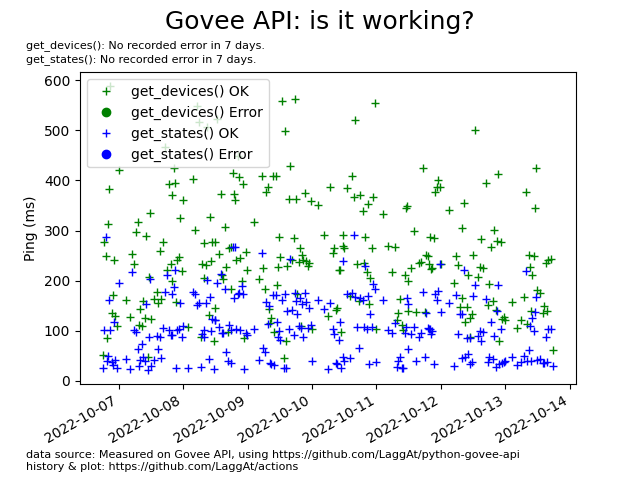 Govee API: is it working?
get_devices(): No recorded error in 7 days.
get_states(): No recorded error in 7 days.
600
500
400
300
200
100
0
Ping (ms)
get_devices() OK
get_devices() Error
get_states() OK
get_states() Error
2022-10-07
2022-10-08
2022-10-09
2022-10-10
2022-10-11
2022-10-12
2022-10-13
2022-10-14
data source: Measured on Govee API, using https://github.com/LaggAt/python-govee-api
history & plot: https://github.com/LaggAt/actions